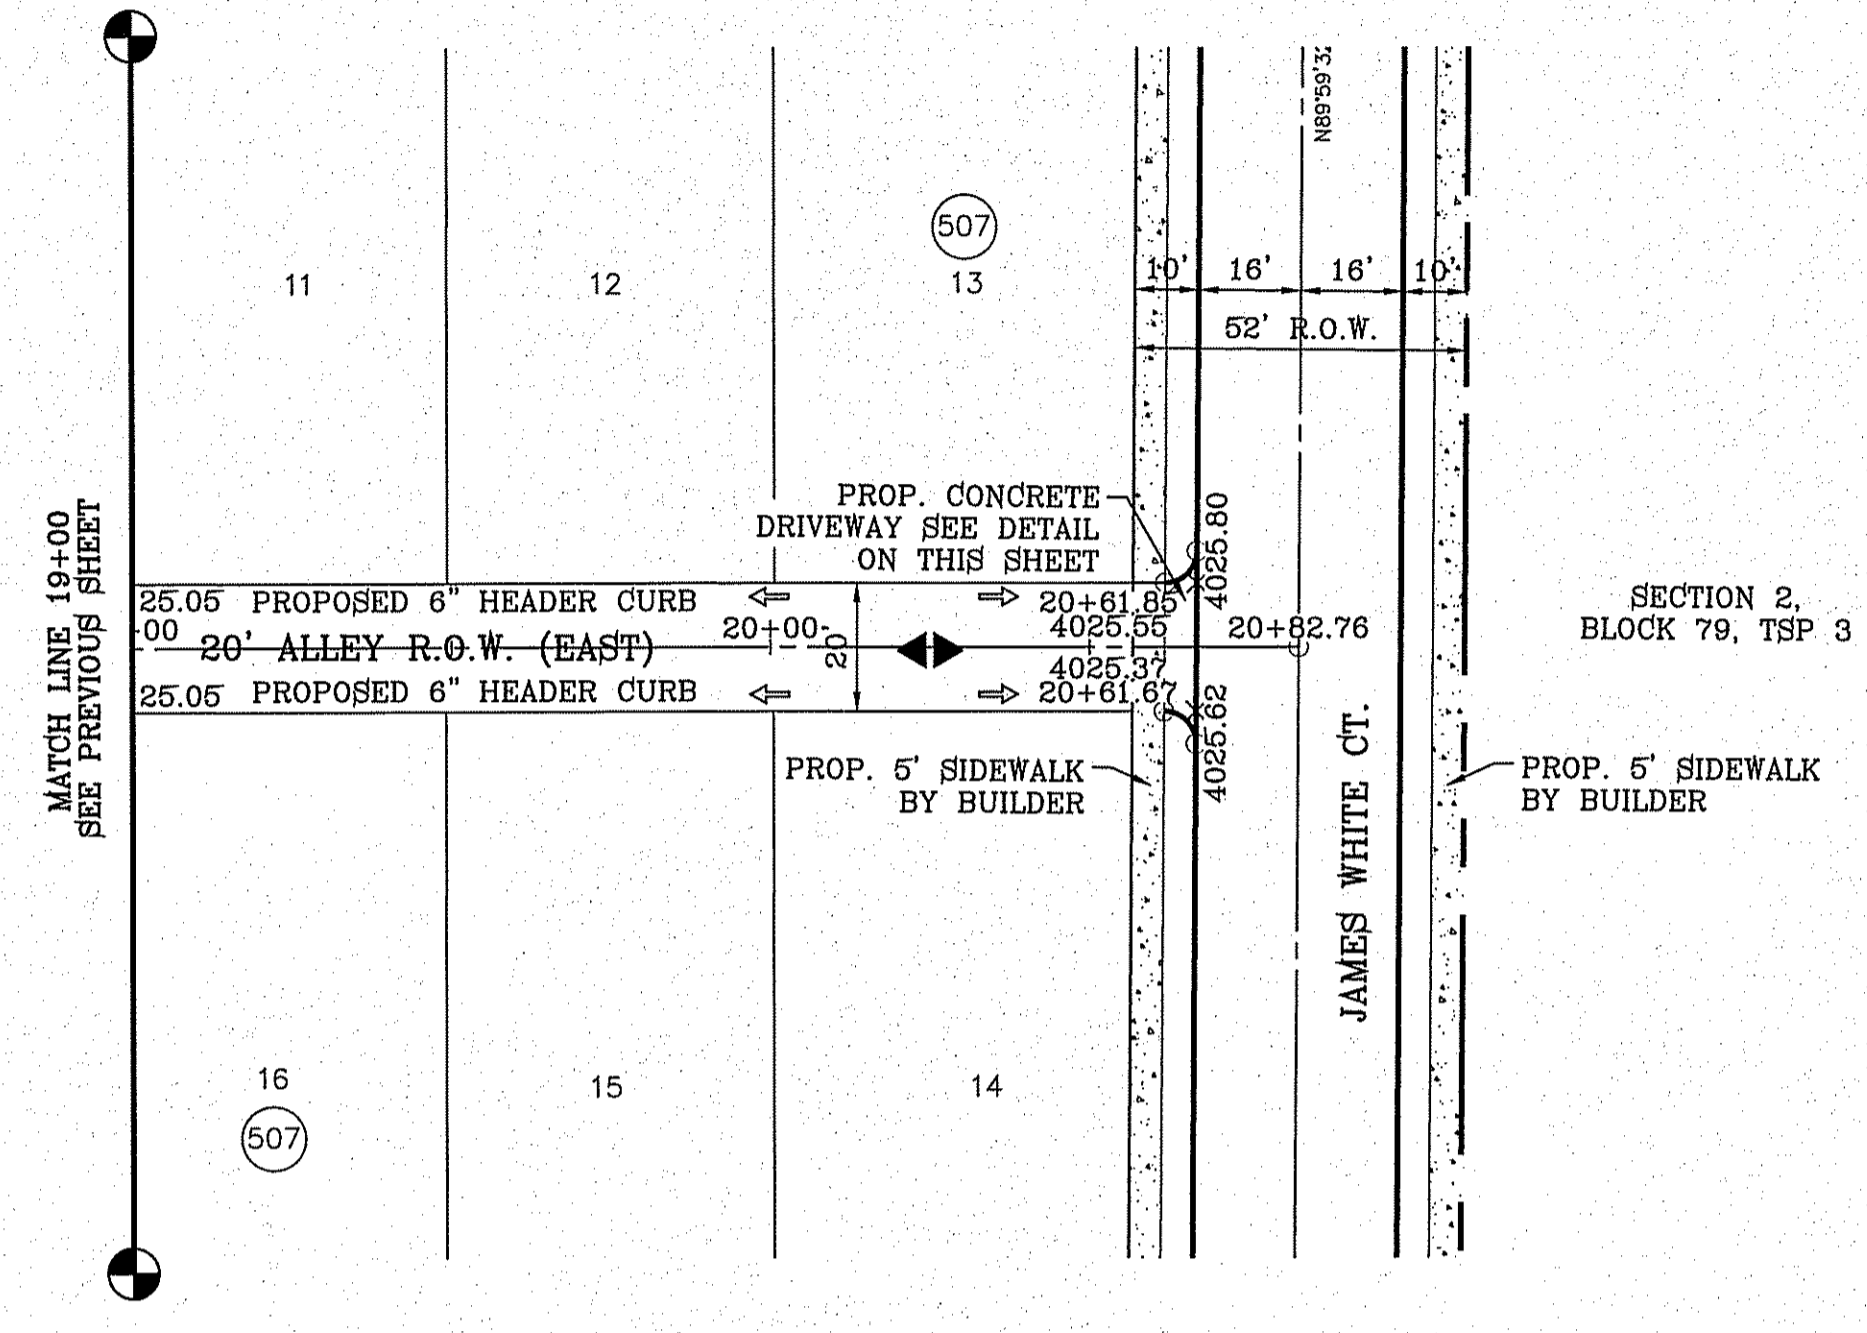 N89°59'32
507
11
12
13
10'
16'
16'
10'
52' R.O.W.
PROP. CONCRETE
DRIVEWAY SEE DETAIL
ON THIS SHEET
4025.80
MATCH LINE 19+00
SEE PREVIOUS SHEET
25.05 PROPOSED 6" HEADER CURB
20+61.85
SECTION 2,
BLOCK 79, TSP 3
00
20' ALLEY R.O.W. (EAST)
20+00
20'
4025.55
20+82.76
4025.37
25.05 PROPOSED 6" HEADER CURB
20+61.67
4025.62
PROP. 5' SIDEWALK
BY BUILDER
JAMES WHITE CT.
PROP. 5' SIDEWALK
BY BUILDER
16
15
14
507